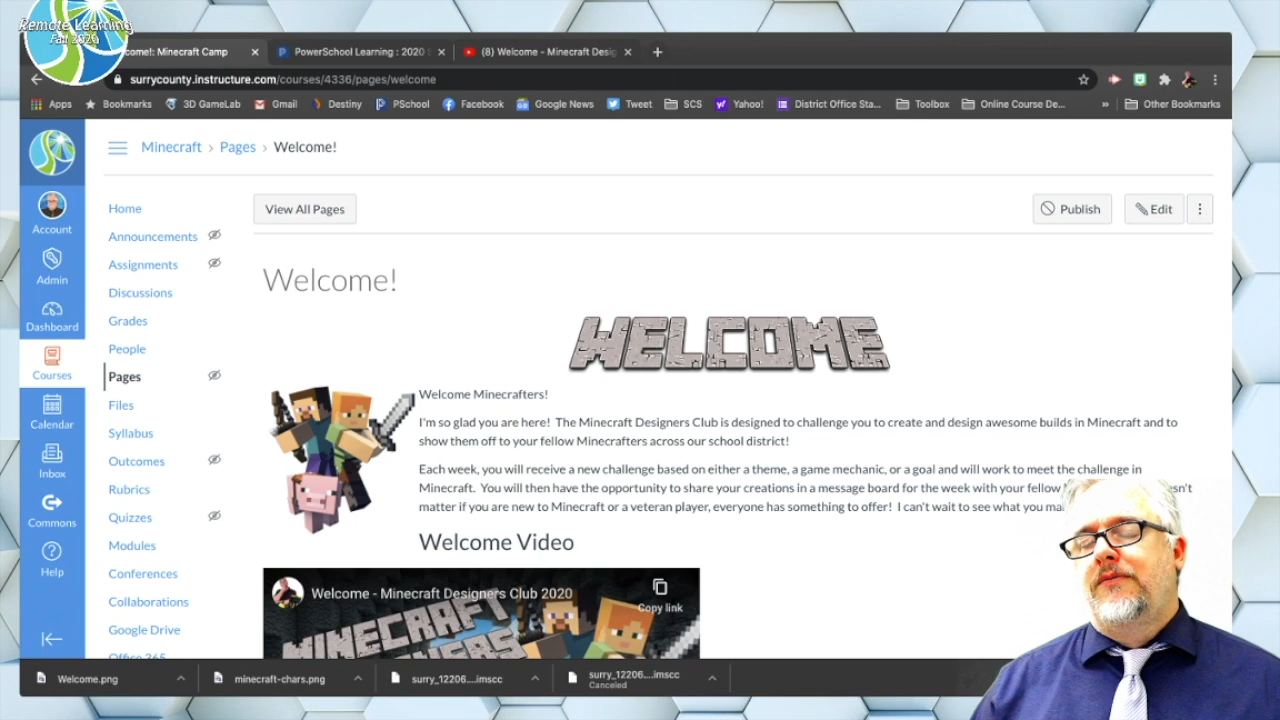 Remote Learning
Fall 2020
come!: Minecraft Camp
PowerSchool Learning : 2020
(8) Welcome - Minecraft Desig
surrycounty.instructure.com/courses/4336/pages/welcome
Apps
Bookmarks
3D GameLab
Gmail
Destiny
PSchool
Facebook
Google News
Tweet
SCS
Yahoo!
District Office Sta...
Toolbox
Online Course De...
»
Other Bookmarks
Minecraft > Pages > Welcome!
Account
Admin
Dashboard
Courses
Calendar
Inbox
Commons
Help
Home
Announcements
Assignments
Discussions
Grades
People
Pages
Files
Syllabus
Outcomes
Rubrics
Quizzes
Modules
Conferences
Collaborations
Google Drive
Office 365
View All Pages
Publish
Edit
Welcome!
WELCOME
Welcome Minecrafters!
I'm so glad you are here! The Minecraft Designers Club is designed to challenge you to create and design awesome builds in Minecraft and to
show them off to your fellow Minecrafters across our school district!
Each week, you will receive a new challenge based on either a theme, a game mechanic, or a goal and will work to meet the challenge in
Minecraft. You will then have the opportunity to share your creations in a message board for the week with your fellow
matter if you are new to Minecraft or a veteran player, everyone has something to offer! I can't wait to see what you
Welcome Video
Welcome - Minecraft Designers Club 2020
Copy link
MINECRAFT
Welcome.png
minecraft-chars.png
surry_12206....imscc
surry_12206....imscc
Canceled